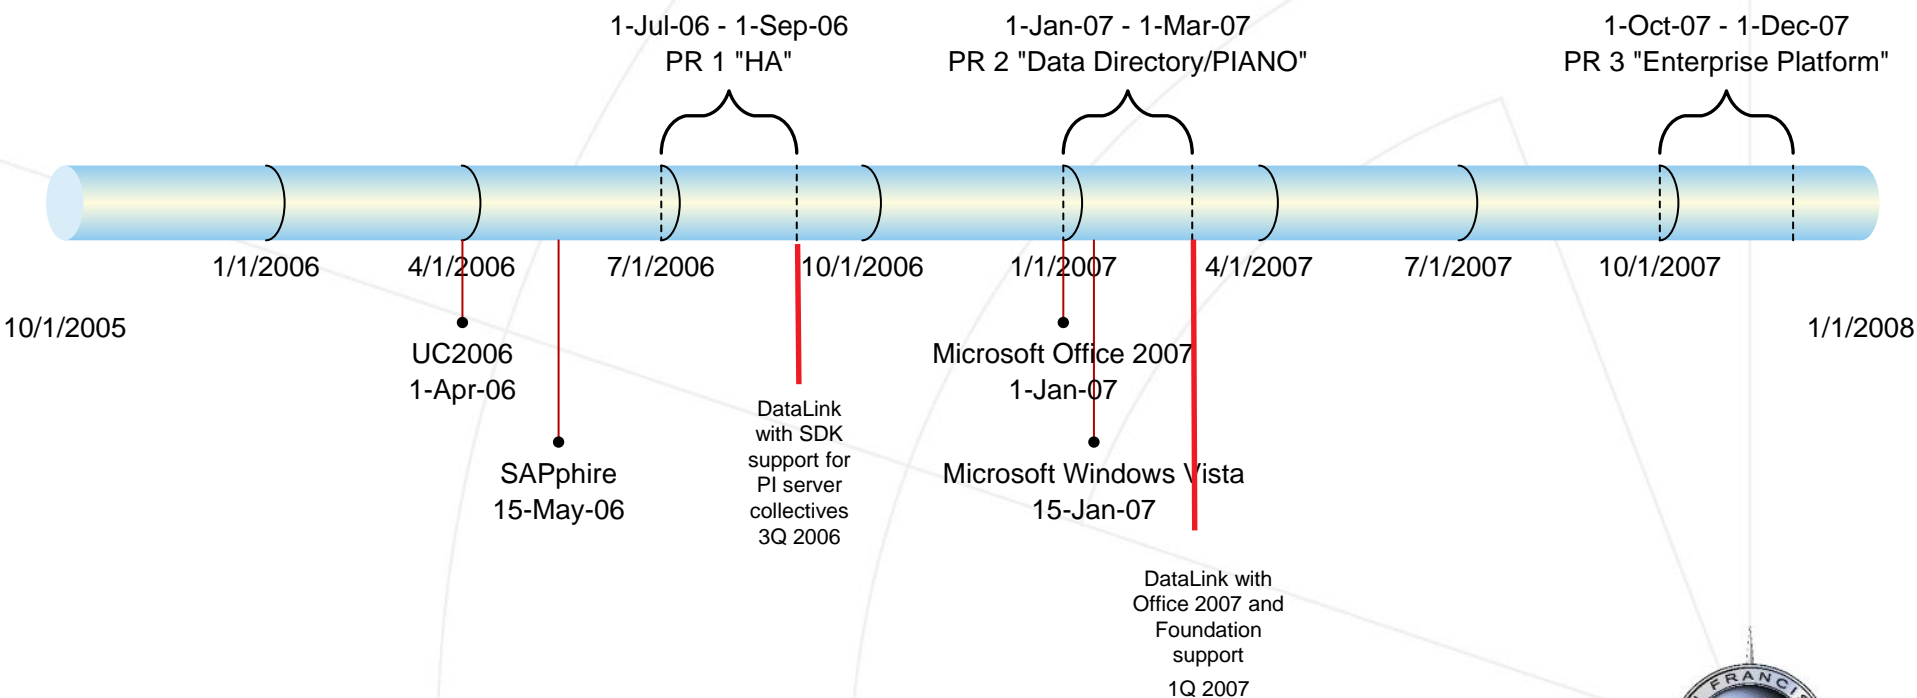 1-Jul-06 - 1-Sep-06
PR 1 "HA"
1-Jan-07 - 1-Mar-07
PR 2 "Data Directory/PIANO"
1-Oct-07 - 1-Dec-07
PR 3 "Enterprise Platform"
1/1/2006
4/1/2006
7/1/2006
10/1/2006
1/1/2007
4/1/2007
7/1/2007
10/1/2007
10/1/2005
1/1/2008
UC2006
1-Apr-06
Microsoft Office 2007
1-Jan-07
SAPphire
15-May-06
DataLink
with SDK
support for
PI server
collectives
3Q 2006
Microsoft Windows Vista
15-Jan-07
DataLink with
Office 2007 and
Foundation
support
1Q 2007